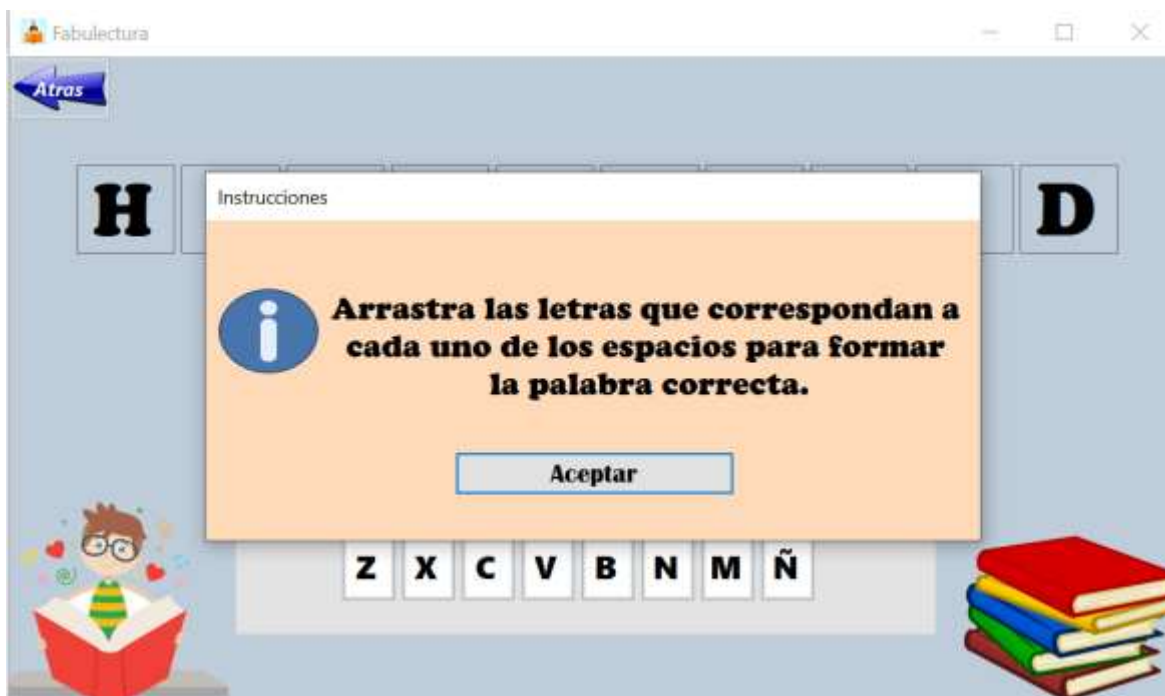 Fabulectura
Atras
H D
Instrucciones
Arrastra las letras que correspondan a
cada uno de los espacios para formar
la palabra correcta.
Aceptar
Z X C V B N M Ñ